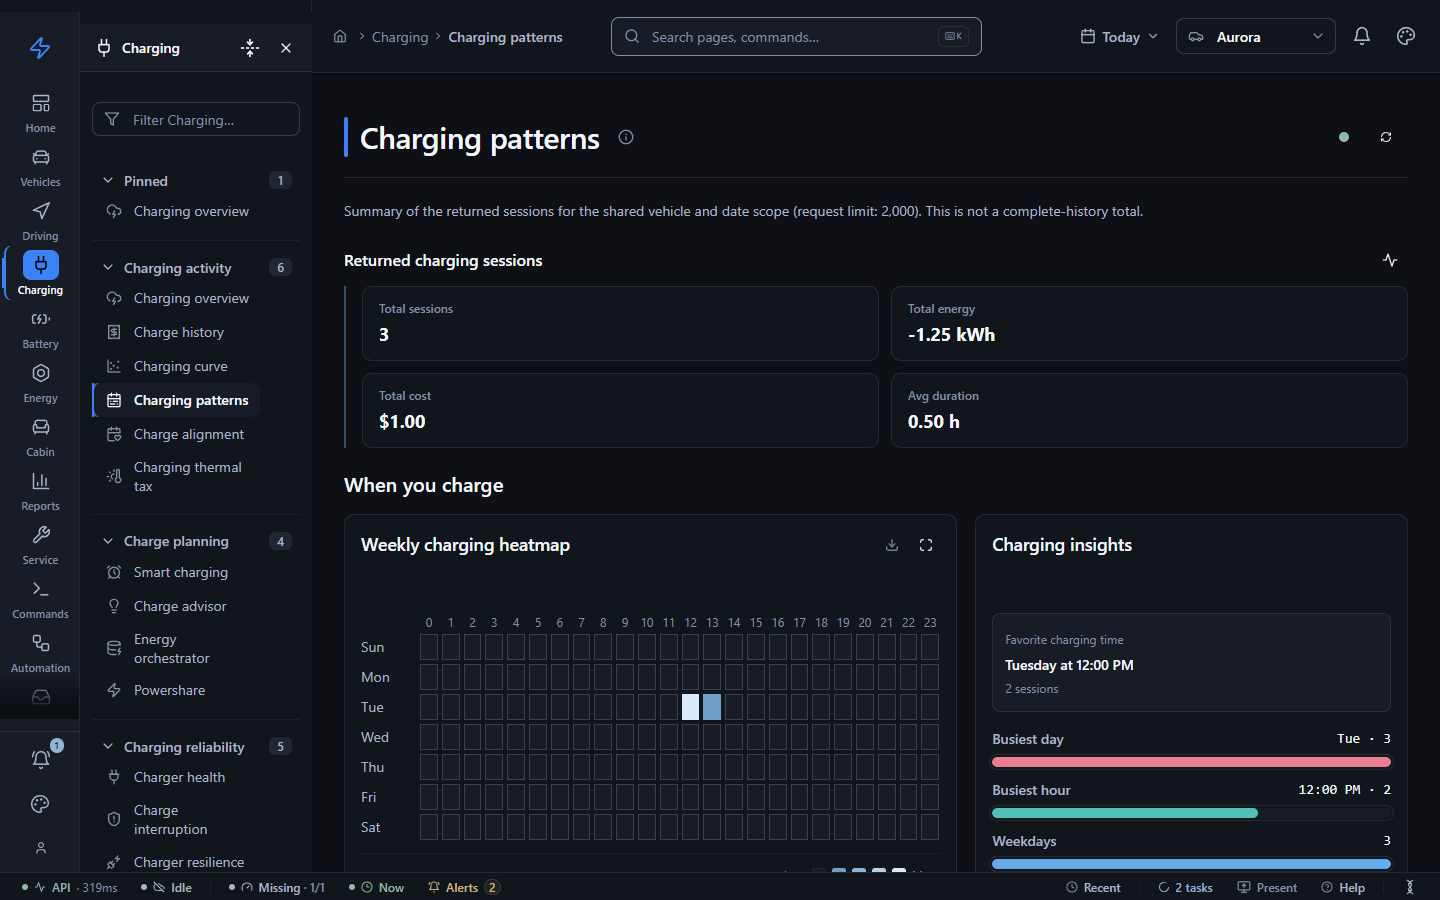 Home
Vehicles
Driving
Charging
Battery
Energy
Cabin
Reports
Service
Commands
Automation
1
Charging
Filter Charging...
Pinned 1
Charging overview
Charging activity 6
Charging overview
Charge history
Charging curve
Charging patterns
Charge alignment
Charging thermal
tax
Charge planning 4
Smart charging
Charge advisor
Energy
orchestrator
Powershare
Charging reliability 5
Charger health
Charge
interruption
Charger resilience
Charging Charging patterns
Search pages, commands... K
Today
Aurora
Charging patterns
Summary of the returned sessions for the shared vehicle and date scope (request limit: 2,000). This is not a complete-history total.
Returned charging sessions
Total sessions
3
Total energy
-1.25 kWh
Total cost
$1.00
Avg duration
0.50 h
When you charge
Weekly charging heatmap
0 1 2 3 4 5 6 7 8 9 10 11 12 13 14 15 16 17 18 19 20 21 22 23
Sun
Mon
Tue
Wed
Thu
Fri
Sat
Charging insights
Favorite charging time
Tuesday at 12:00 PM
2 sessions
Busiest day Tue · 3
Busiest hour 12:00 PM · 2
Weekdays 3
API · 319ms Idle Missing · 1/1 Now Alerts 2 Recent 2 tasks Present Help